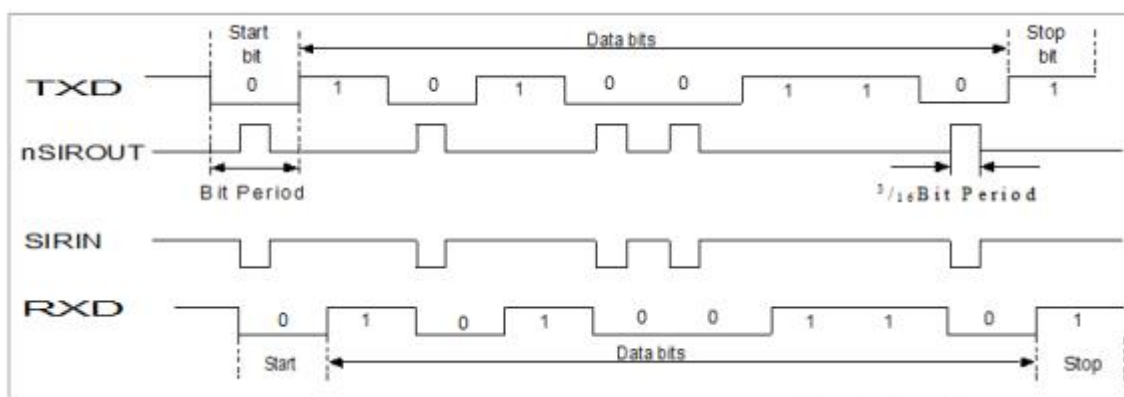 Start bit
Data bits
Stop bit
TXD
0 1 0 1 0 0 1 1 0 1
nSIROUT
Bit Period
3/16Bit Period
SIRIN
RXD
0 1 0 1 0 0 1 1 0 1
Start
Data bits
Stop